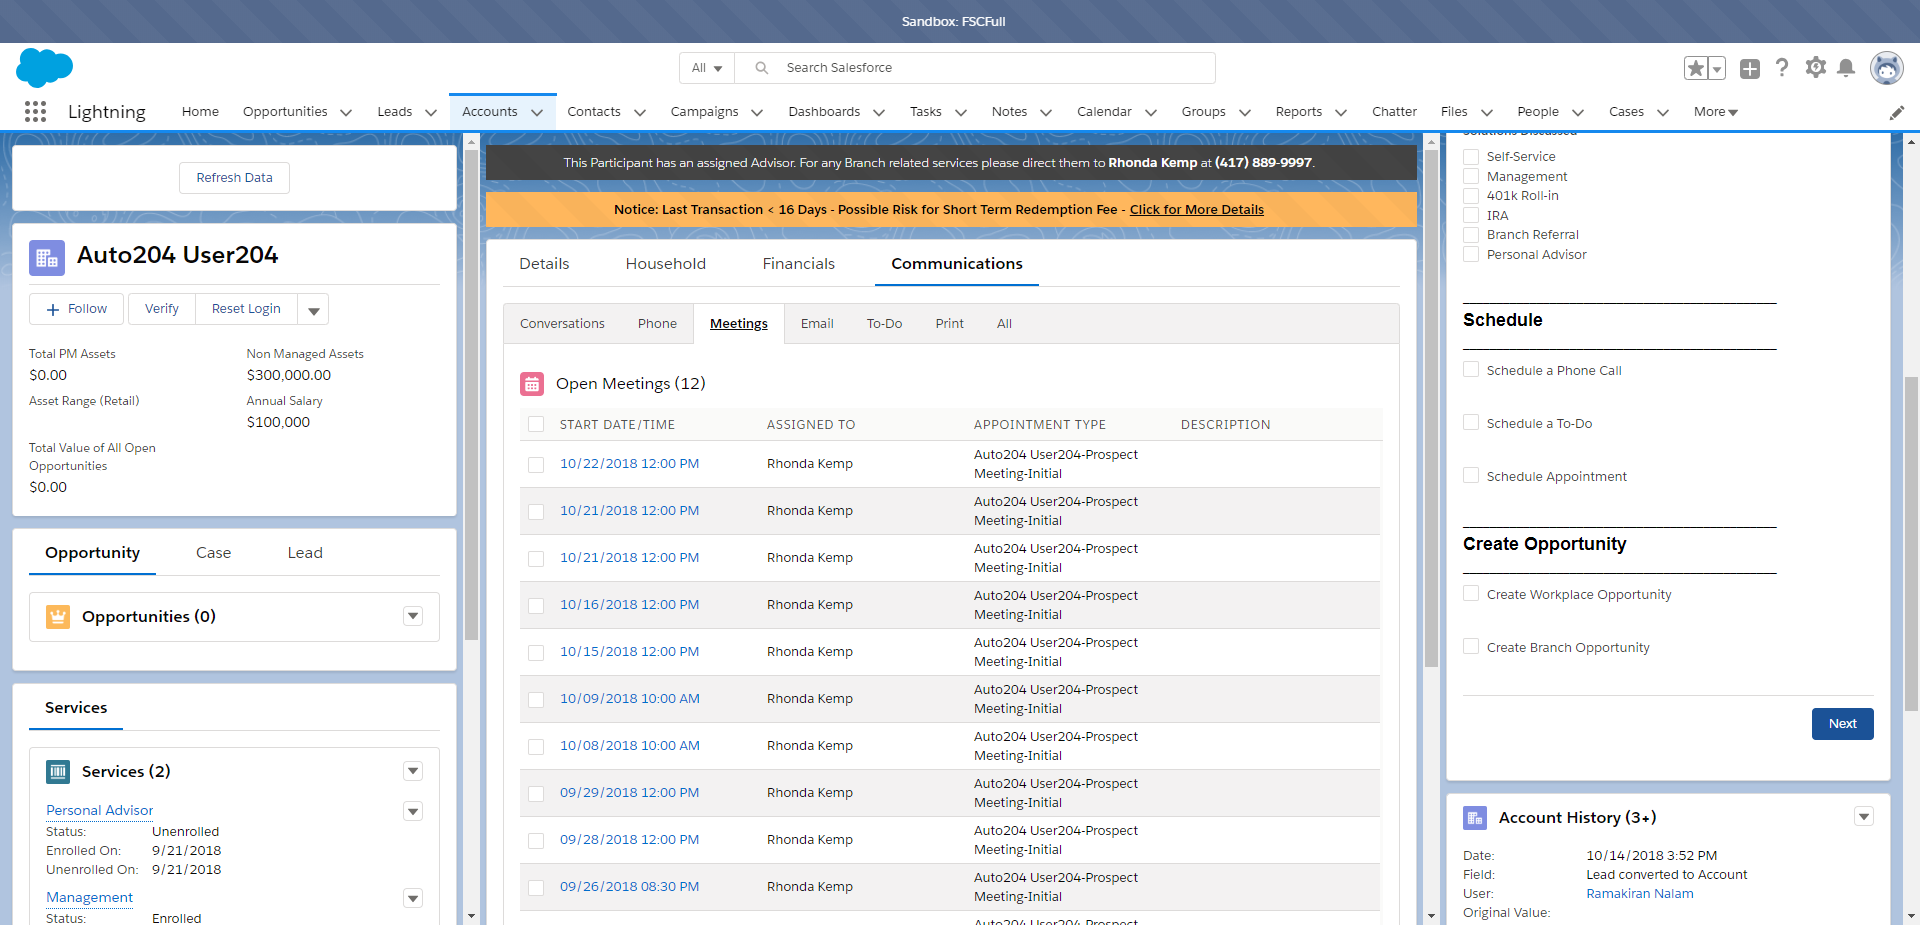 Sandbox: FSCFull
All
Search Salesforce
Lightning
Home
Opportunities
Leads
Accounts
Contacts
Campaigns
Dashboards
Tasks
Notes
Calendar
Groups
Reports
Chatter
Files
People
Cases
More
Refresh Data
Auto204 User204
Follow
Verify
Reset Login
Total PM Assets
$0.00
Non Managed Assets
$300,000.00
Asset Range (Retail)
Annual Salary
$100,000
Total Value of All Open
Opportunities
$0.00
Opportunity
Case
Lead
Opportunities (0)
Services
Services (2)
Personal Advisor
Status: Unenrolled
Enrolled On: 9/21/2018
Unenrolled On: 9/21/2018
Management
Status: Enrolled
This Participant has an assigned Advisor. For any Branch related services please direct them to Rhonda Kemp at (417) 889-9997.
Notice: Last Transaction < 16 Days - Possible Risk for Short Term Redemption Fee - Click for More Details
Details
Household
Financials
Communications
Conversations
Phone
Meetings
Email
To-Do
Print
All
Open Meetings (12)
START DATE/TIME
ASSIGNED TO
APPOINTMENT TYPE
DESCRIPTION
10/22/2018 12:00 PM
Rhonda Kemp
Auto204 User204-Prospect
Meeting-Initial
10/21/2018 12:00 PM
Rhonda Kemp
Auto204 User204-Prospect
Meeting-Initial
10/21/2018 12:00 PM
Rhonda Kemp
Auto204 User204-Prospect
Meeting-Initial
10/16/2018 12:00 PM
Rhonda Kemp
Auto204 User204-Prospect
Meeting-Initial
10/15/2018 12:00 PM
Rhonda Kemp
Auto204 User204-Prospect
Meeting-Initial
10/09/2018 10:00 AM
Rhonda Kemp
Auto204 User204-Prospect
Meeting-Initial
10/08/2018 10:00 AM
Rhonda Kemp
Auto204 User204-Prospect
Meeting-Initial
09/29/2018 12:00 PM
Rhonda Kemp
Auto204 User204-Prospect
Meeting-Initial
09/28/2018 12:00 PM
Rhonda Kemp
Auto204 User204-Prospect
Meeting-Initial
09/26/2018 08:30 PM
Rhonda Kemp
Auto204 User204-Prospect
Meeting-Initial
Auto204 User204-Prospect
Solutions Discussed
Self-Service
Management
401k Roll-in
IRA
Branch Referral
Personal Advisor
Schedule
Schedule a Phone Call
Schedule a To-Do
Schedule Appointment
Create Opportunity
Create Workplace Opportunity
Create Branch Opportunity
Next
Account History (3+)
Date: 10/14/2018 3:52 PM
Field: Lead converted to Account
User: Ramakiran Nalam
Original Value: